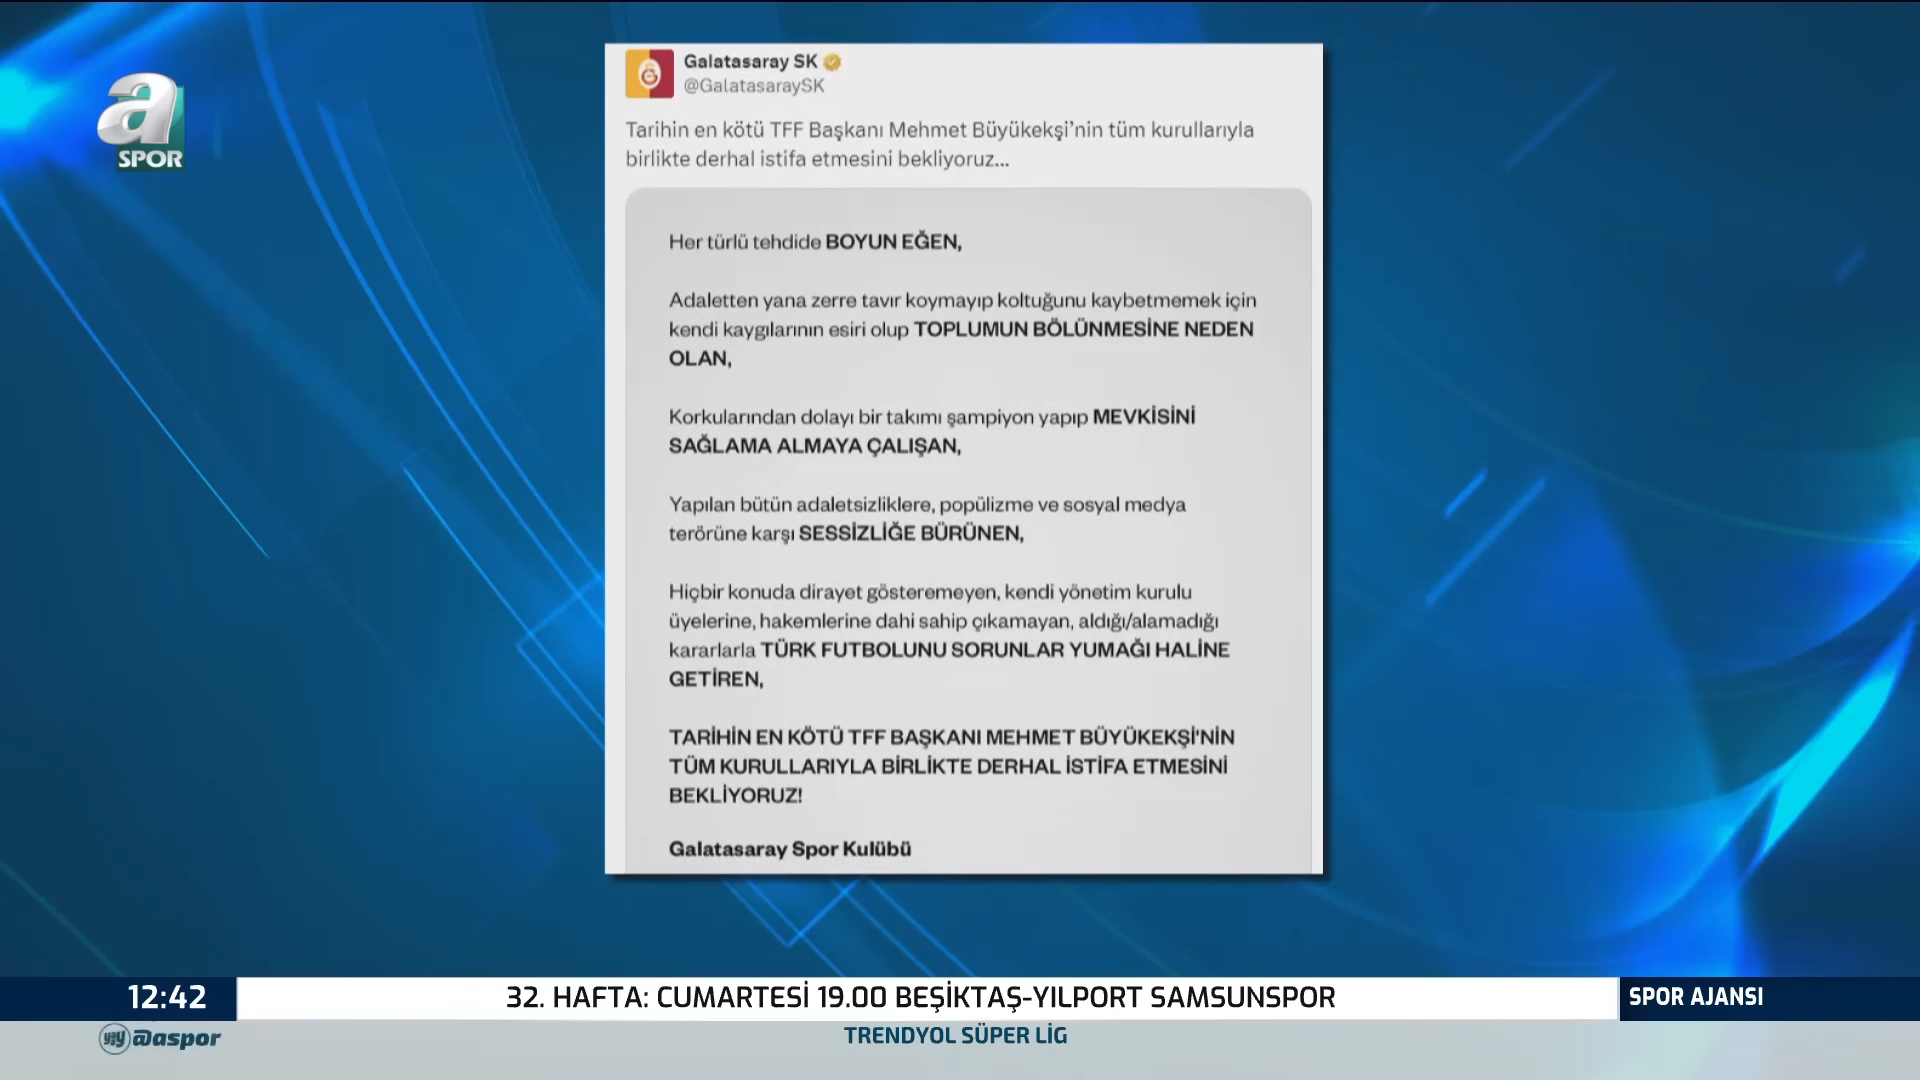 a
SPOR
Galatasaray SK
@GalatasaraySK
Tarihin en kötü TFF Başkanı Mehmet Büyükekşi’nin tüm kurullarıyla
birlikte derhal istifa etmesini bekliyoruz...
Her türlü tehdide BOYUN EĞEN,
Adaletten yana zerre tavır koymayıp koltuğunu kaybetmemek için
kendi kaygılarının esiri olup TOPLUMUN BÖLÜNMESİNE NEDEN
OLAN,
Korkularından dolayı bir takımı şampiyon yapıp MEVKİSİNİ
SAĞLAMA ALMAYA ÇALIŞAN,
Yapılan bütün adaletsizliklere, popülizme ve sosyal medya
terörüne karşı SESSİZLİĞE BÜRÜNEN,
Hiçbir konuda dirayet gösteremeyen, kendi yönetim kurulu
üyelerine, hakemlerine dahi sahip çıkamayan, aldığı/alamadığı
kararlarla TÜRK FUTBOLUNU SORUNLAR YUMAĞI HALİNE
GETİREN,
TARİHİN EN KÖTÜ TFF BAŞKANI MEHMET BÜYÜKEKŞİ'NİN
TÜM KURULLARIYLA BİRLİKTE DERHAL İSTİFA ETMESİNİ
BEKLİYORUZ!
Galatasaray Spor Kulübü
12:42
32. HAFTA: CUMARTESİ 19.00 BEŞİKTAŞ-YILPORT SAMSUNSPOR
SPOR AJANSI
aspor
TRENDYOL SÜPER LİG